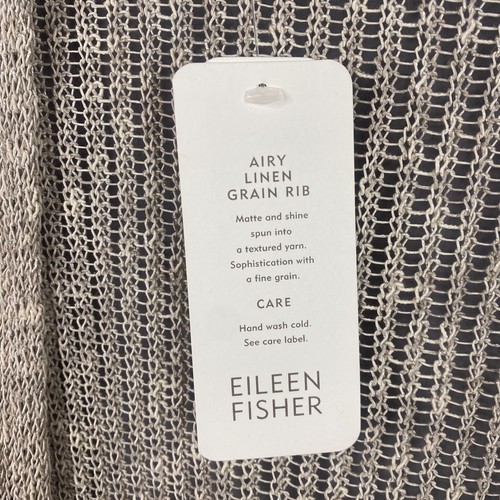 AIRY
LINEN
GRAIN RIB
Matte and shine
spun into
a textured yarn.
Sophistication with
a fine grain.
CARE
Hand wash cold.
See care label.
EILEEN
FISHER